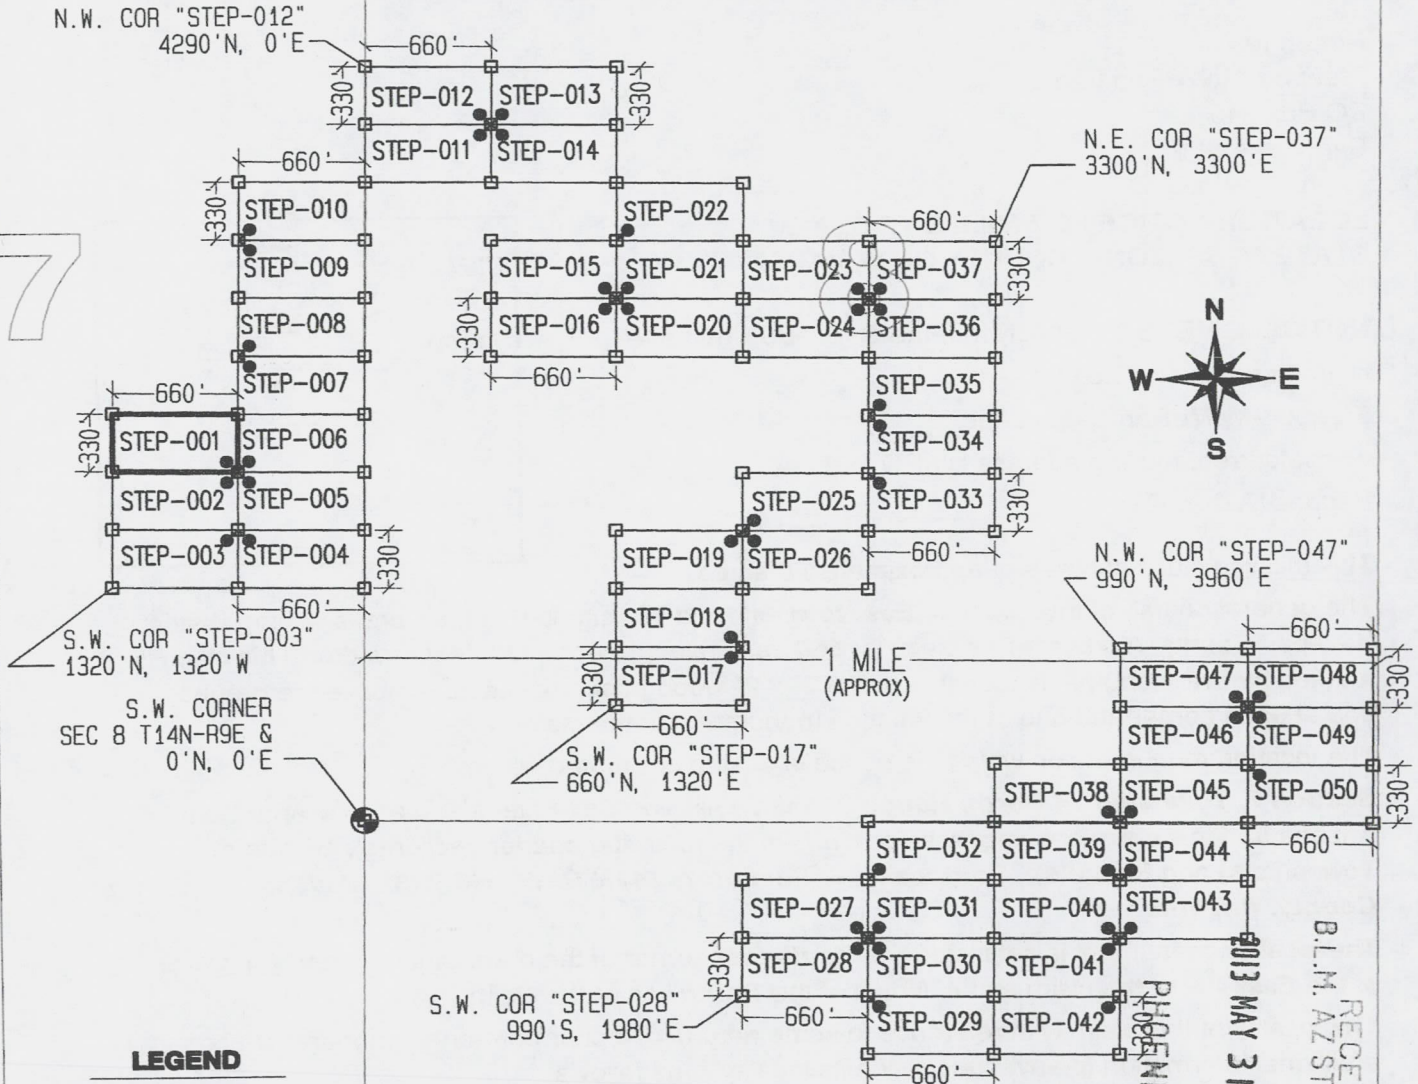 N.W. COR "STEP-012"
4290'N, 0'E
660'
330
STEP-012
STEP-013
330
STEP-011
STEP-014
660'
330
STEP-010
STEP-022
N.E. COR "STEP-037"
3300'N, 3300'E
660'
7
8
STEP-009
STEP-015
STEP-021
STEP-023
STEP-037
330
330
STEP-008
STEP-016
STEP-020
STEP-024
STEP-036
N
W
E
S
660'
STEP-007
STEP-035
660'
330
STEP-001
STEP-006
STEP-034
STEP-002
STEP-005
STEP-025
STEP-033
330
660'
STEP-003
STEP-004
330
STEP-019
STEP-026
660'
N.W. COR "STEP-047"
990'N, 3960'E
S.W. COR "STEP-003"
1320'N, 1320'W
STEP-018
660'
1 MILE
(APPROX)
330
STEP-017
STEP-047
STEP-048
330
660'
S.W. CORNER
SEC 8 T14N-R9E &
0'N, 0'E
STEP-046
STEP-049
S.W. COR "STEP-017"
660'N, 1320'E
STEP-038
STEP-045
STEP-050
330
660'
STEP-032
STEP-039
STEP-044
STEP-027
STEP-031
STEP-040
STEP-043
330
STEP-028
STEP-030
STEP-041
S.W. COR "STEP-028"
990'S, 1980'E
660'
STEP-029
STEP-042
330
660'
LEGEND
RECE
B.L.M. AZ ST
2013 MAY 31
PHOEN